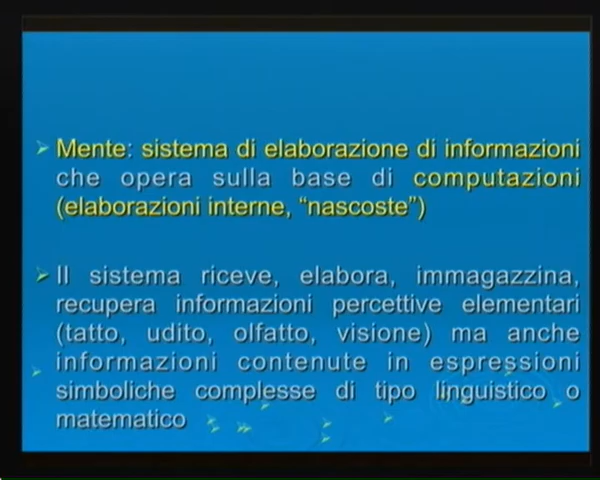 Mente: sistema di elaborazione di informazioni
che opera sulla base di computazioni
(elaborazioni interne, “nascoste”)
Il sistema riceve, elabora, immagazzina,
recupera informazioni percettive elementari
(tatto, udito, olfatto, visione) ma anche
informazioni contenute in espressioni
simboliche complesse di tipo linguistico o
matematico